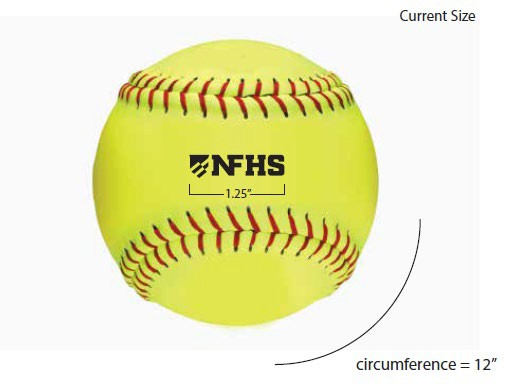 Current Size
NFHS
1.25”
circumference = 12”